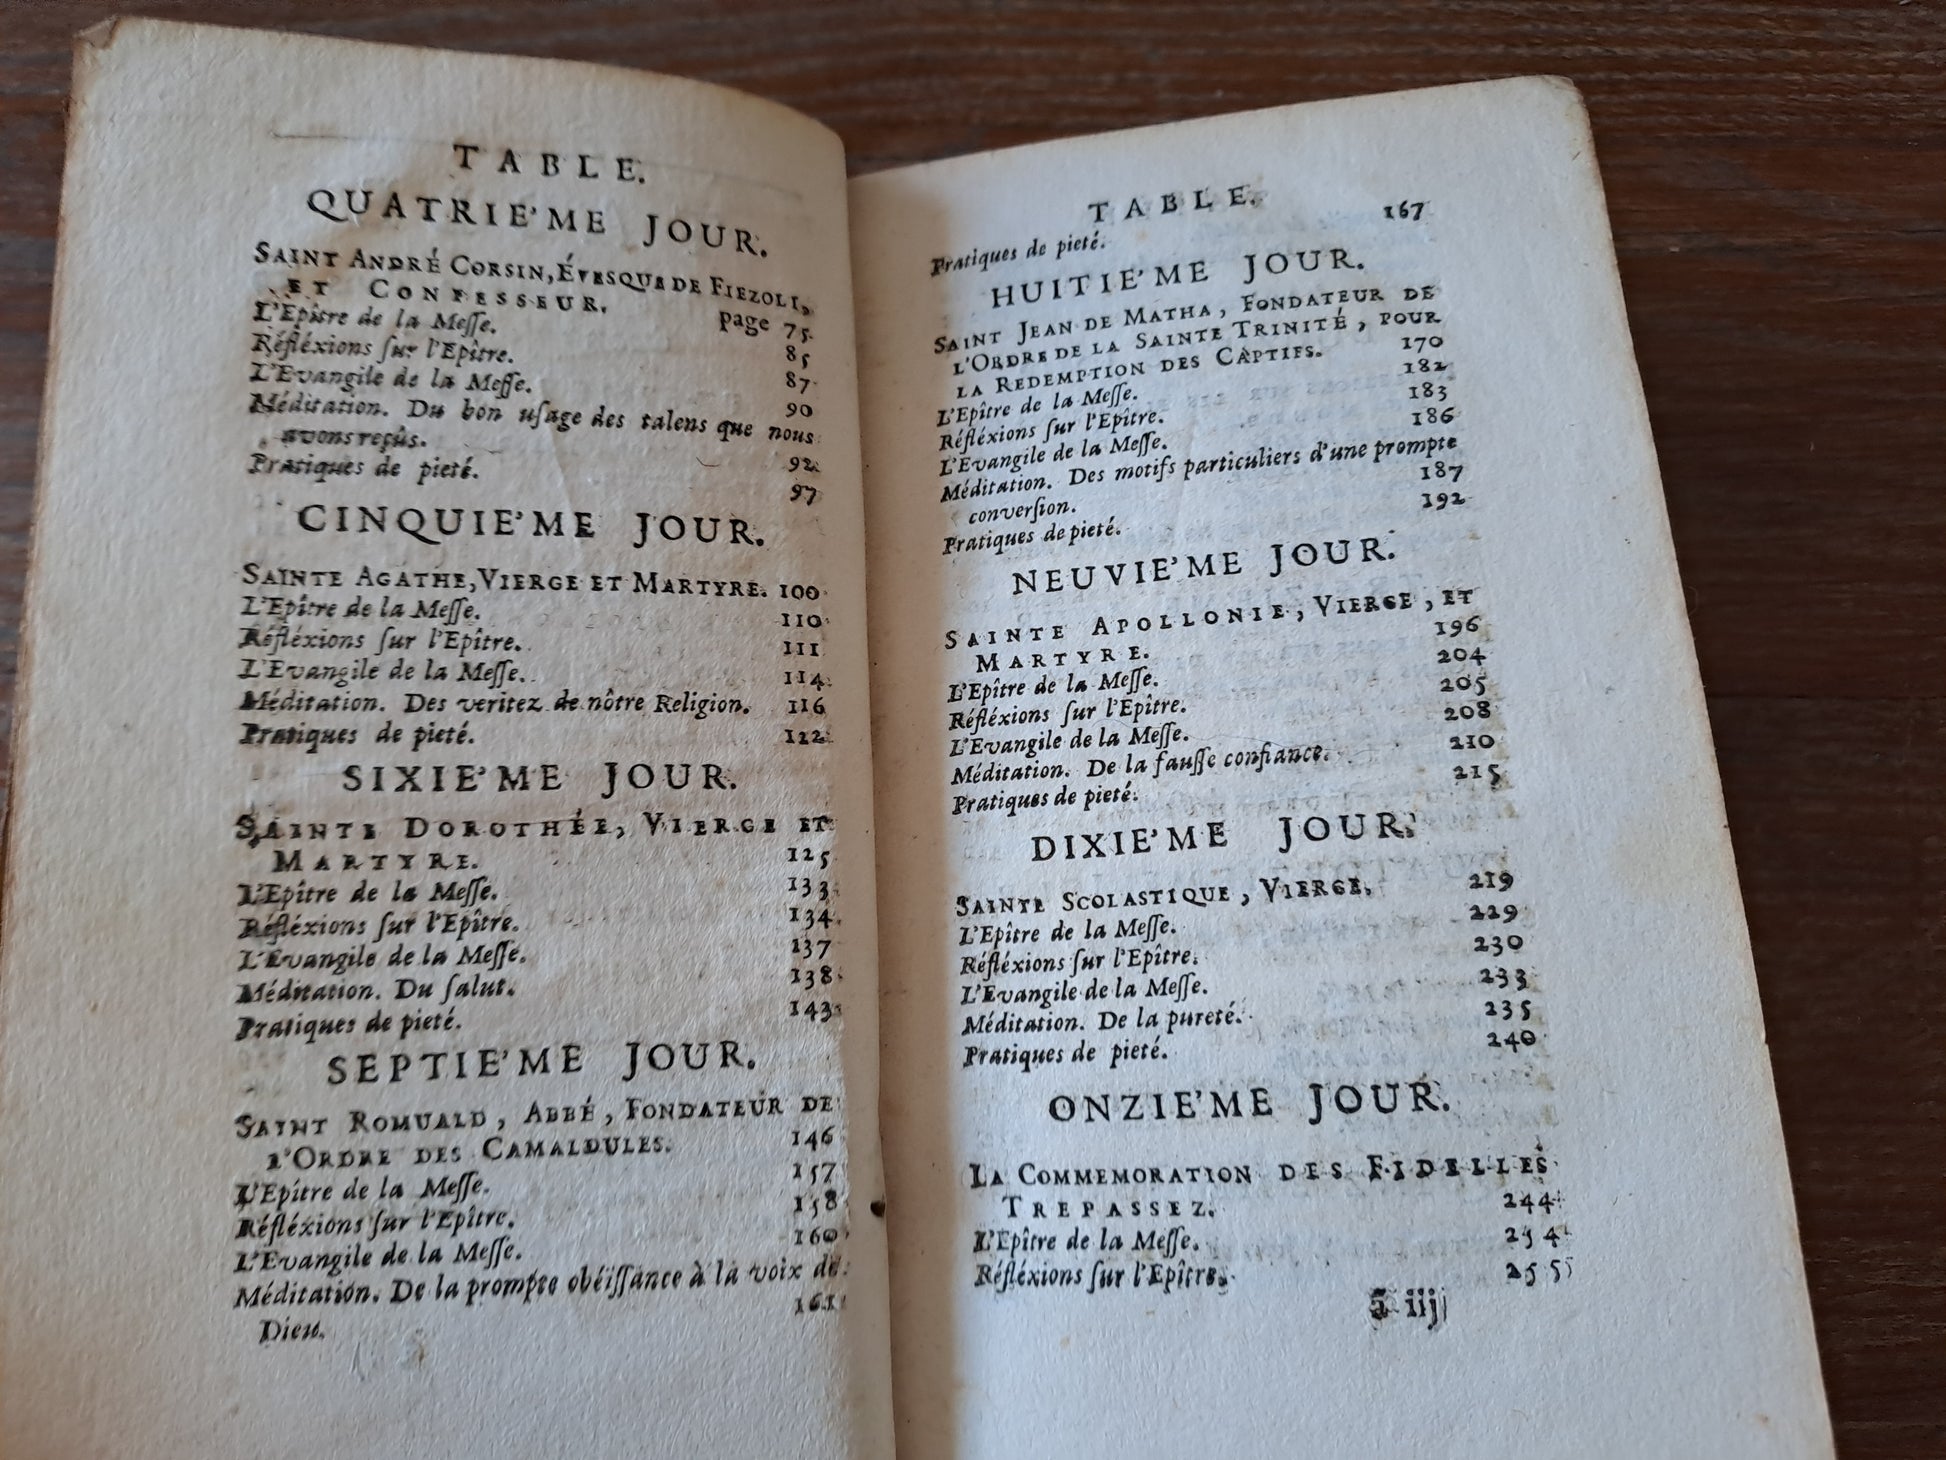 TABLE.
QUATRIE'ME JOUR.
SAINT ANDRÉ CORSIN, ÉVESQUE DE FIEZOLI,
ET CONFESSEUR. page 75.
L'Epître de la Meſſe. 85
Réfléxions ſur l'Epître. 87
L'Evangile de la Meſſe. 90
Méditation. Du bon uſage des talens que nous
avons reçûs. 92
Pratiques de pieté. 97
CINQUIE'ME JOUR.
SAINTE AGATHE, VIERGE ET MARTYRE. 100
L'Epître de la Meſſe. 110
Réfléxions ſur l'Epître. 111
L'Evangile de la Meſſe. 114
Méditation. Des veritez de nôtre Religion. 116
Pratiques de pieté. 122
SIXIE'ME JOUR.
SAINTE DOROTHÉE, VIERGE ET
MARTYRE. 125
L'Epître de la Meſſe. 133
Réfléxions ſur l'Epître. 134
L'Evangile de la Meſſe. 137
Méditation. Du ſalut. 138
Pratiques de pieté. 143
SEPTIE'ME JOUR.
SAINT ROMUALD, ABBÉ, FONDATEUR DE
L'ORDRE DES CAMALDULES. 146
L'Epître de la Meſſe. 157
Réfléxions ſur l'Epître. 158
L'Evangile de la Meſſe. 160
Méditation. De la prompte obéïſſance à la voix de
Dieu. 161
TABLE.
Pratiques de pieté. 167
HUITIE'ME JOUR.
SAINT JEAN DE MATHA, FONDATEUR DE
L'ORDRE DE LA SAINTE TRINITÉ, POUR
LA REDEMPTION DES CAPTIFS. 170
L'Epître de la Meſſe. 182
Réfléxions ſur l'Epître. 183
L'Evangile de la Meſſe. 186
Méditation. Des motifs particuliers d'une prompte
converſion. 187
Pratiques de pieté. 192
NEUVIE'ME JOUR.
SAINTE APOLLONIE, VIERGE, ET
MARTYRE. 196
L'Epître de la Meſſe. 204
Réfléxions ſur l'Epître. 205
L'Evangile de la Meſſe. 208
Méditation. De la fauſſe confiance. 210
Pratiques de pieté. 215
DIXIE'ME JOUR.
SAINTE SCOLASTIQUE, VIERGE. 219
L'Epître de la Meſſe. 229
Réfléxions ſur l'Epître. 230
L'Evangile de la Meſſe. 233
Méditation. De la pureté. 235
Pratiques de pieté. 240
ONZIE'ME JOUR.
LA COMMEMORATION DES FIDELLES
TREPASSEZ. 244
L'Epître de la Meſſe. 254
Réfléxions ſur l'Epître. 255
iij